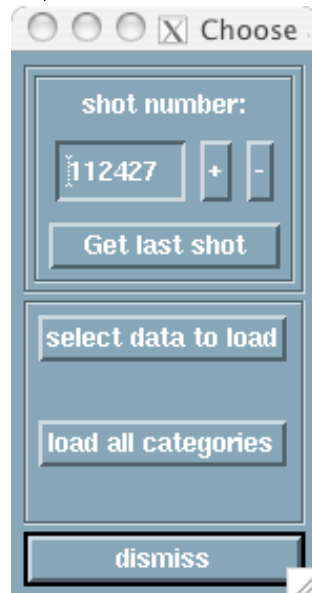 X Choose
shot number:
112427 + -
Get last shot
select data to load
load all categories
dismiss